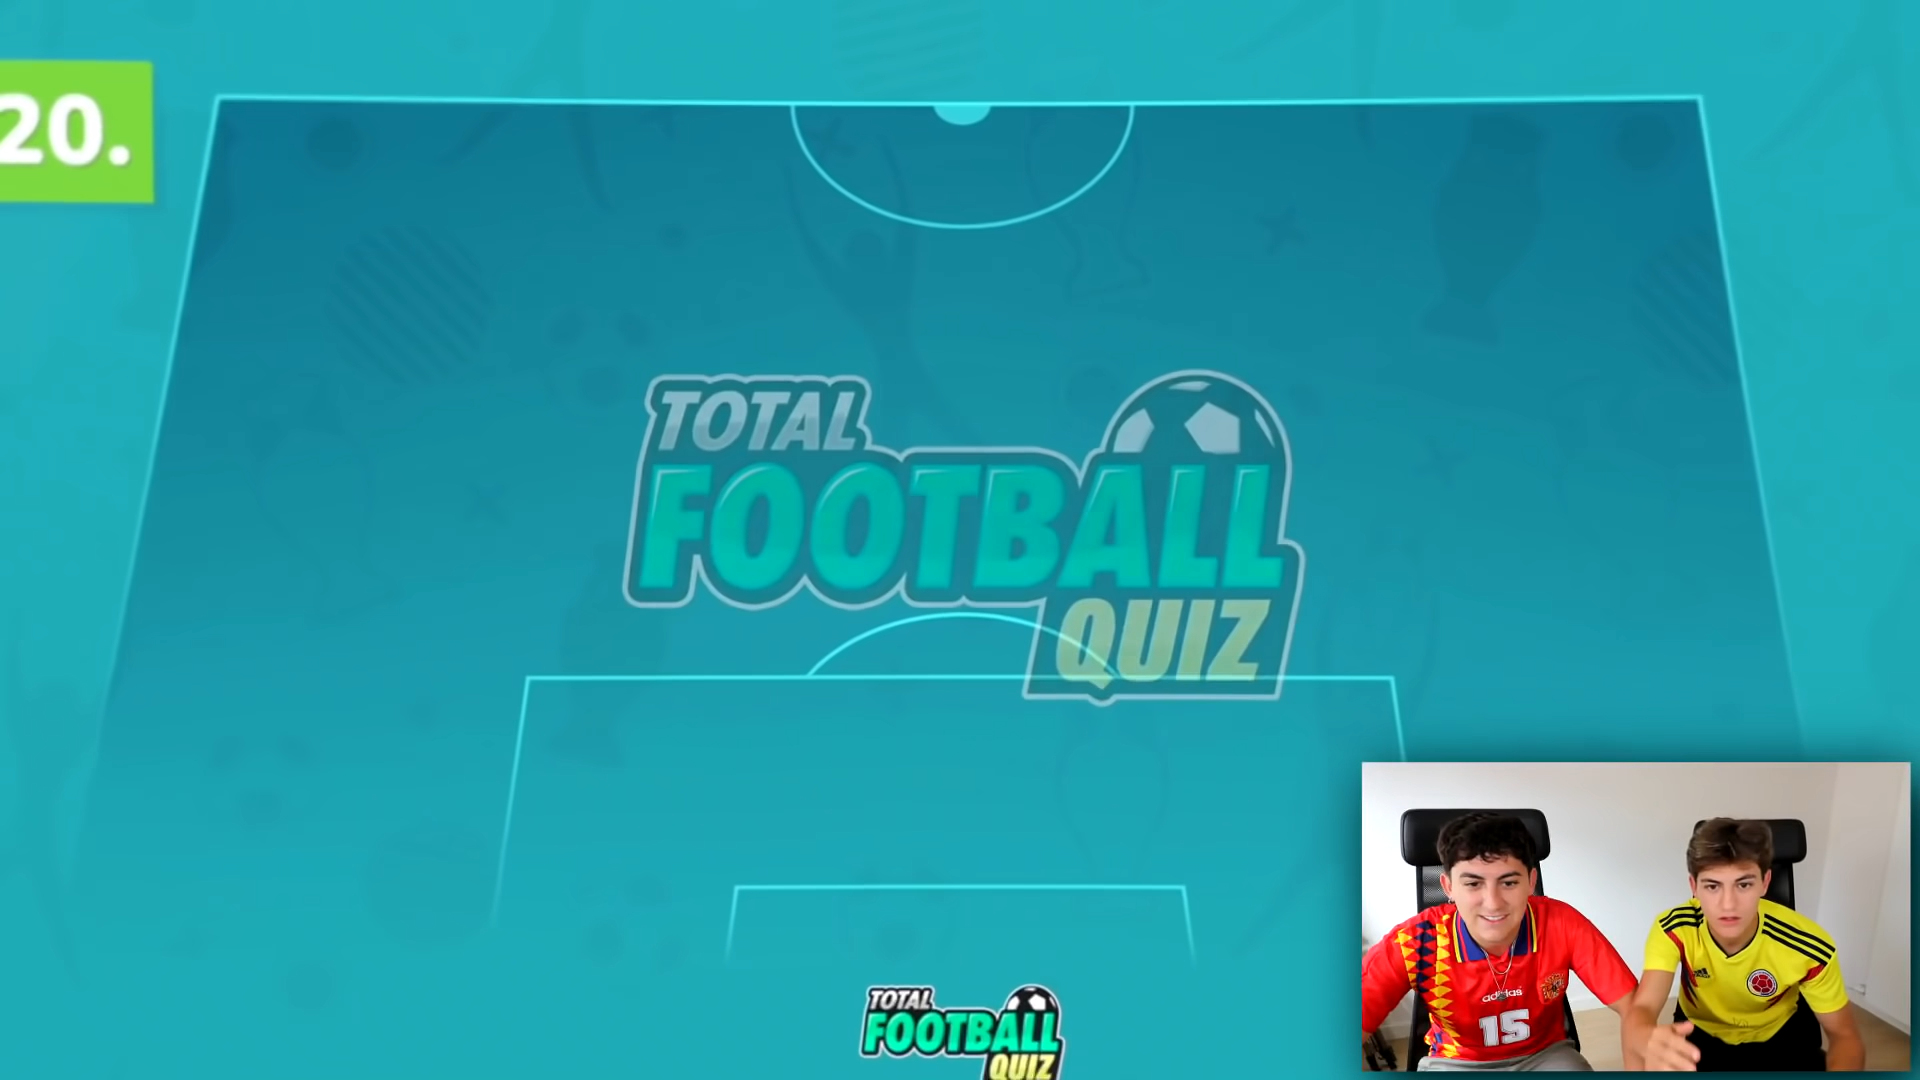 20.
TOTAL
FOOTBALL
QUIZ
TOTAL
FOOTBALL
QUIZ
adidas
15